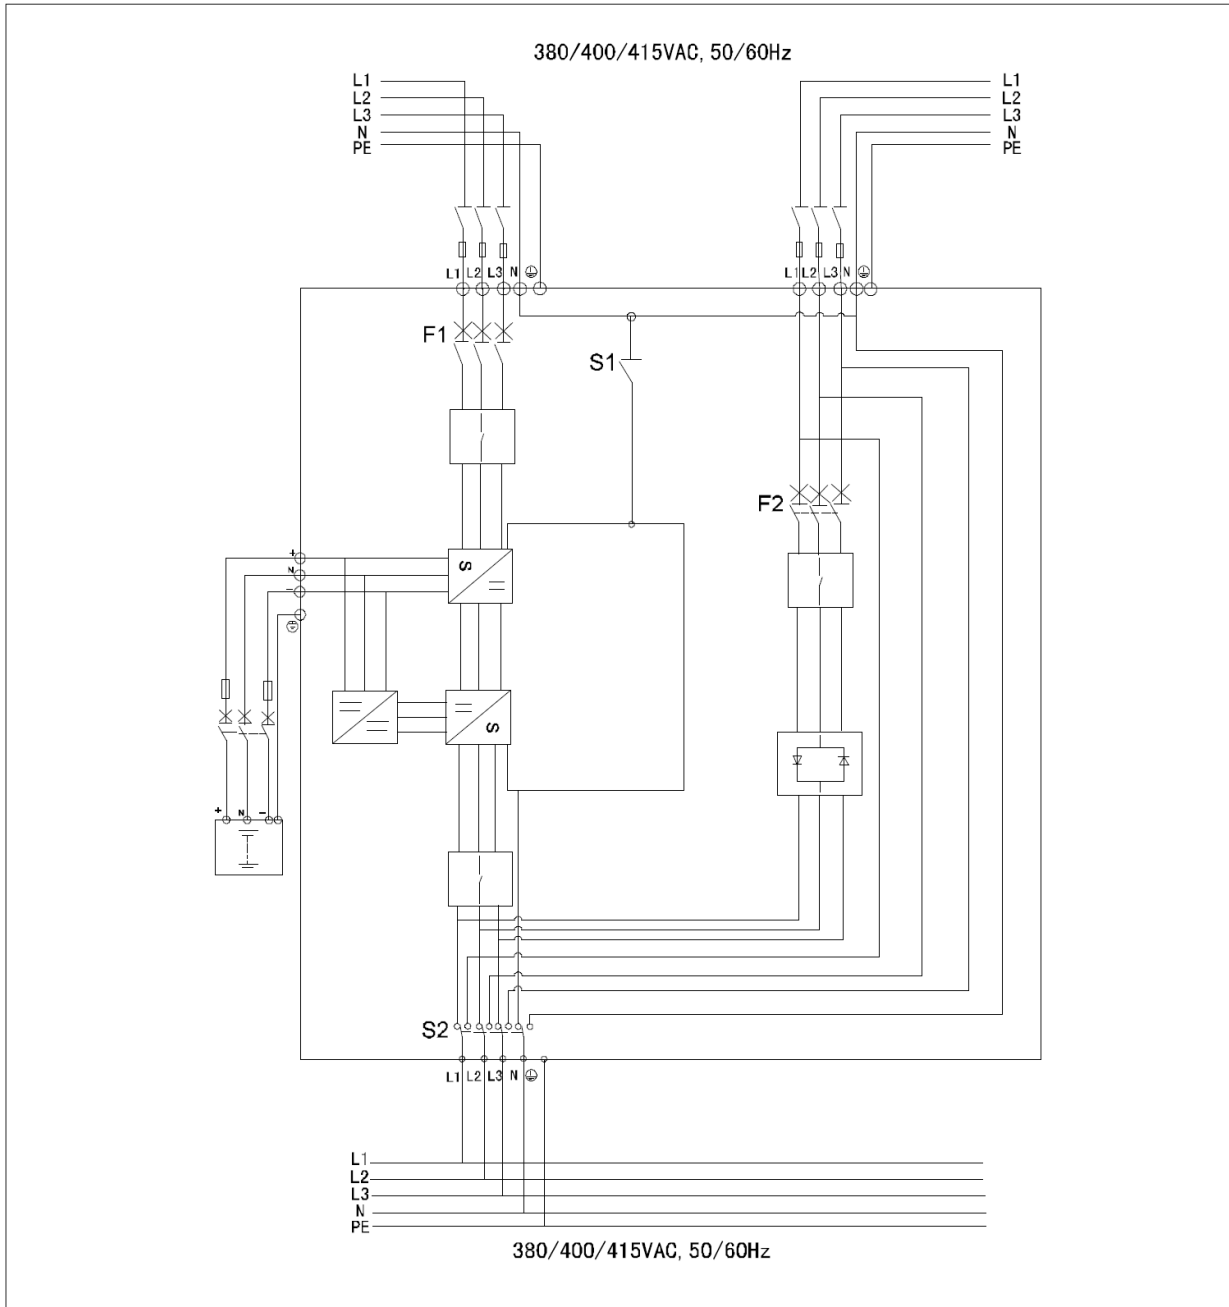 380/400/415VAC, 50/60Hz
L1
L2
L3
N
PE
L1
L2
L3
N
PE
L1 L2 L3 N
L1 L2 L3 N
F1
S1
F2
S
+
N
-
S
+ N -
S2
L1 L2 L3 N
L1
L2
L3
N
PE
380/400/415VAC, 50/60Hz